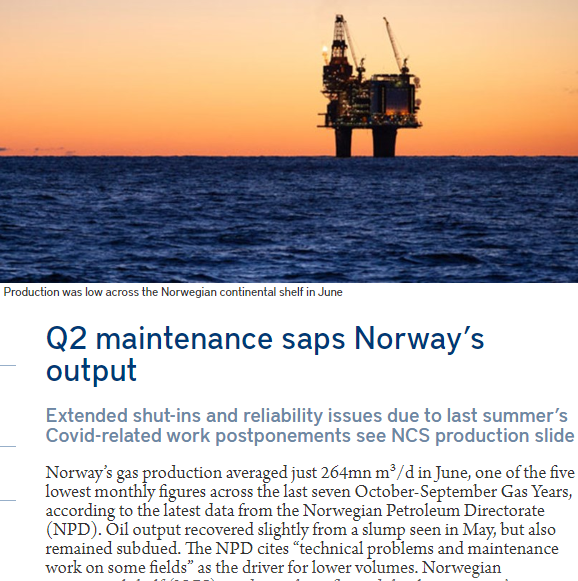 Production was low across the Norwegian continental shelf in June
Q2 maintenance saps Norway's
output
Extended shut-ins and reliability issues due to last summer's
Covid-related work postponements see NCS production slide
Norway's gas production averaged just 264mn m³/d in June, one of the five
lowest monthly figures across the last seven October-September Gas Years,
according to the latest data from the Norwegian Petroleum Directorate
(NPD). Oil output recovered slightly from a slump seen in May, but also
remained subdued. The NPD cites “technical problems and maintenance
work on some fields” as the driver for lower volumes. Norwegian